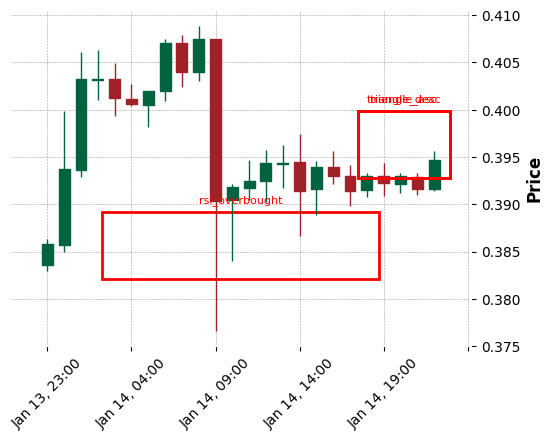 0.410
0.405
0.400
0.395
0.390
0.385
0.380
0.375
Price
rsi_overbought
Jan 13, 23:00
Jan 14, 04:00
Jan 14, 09:00
Jan 14, 14:00
Jan 14, 19:00